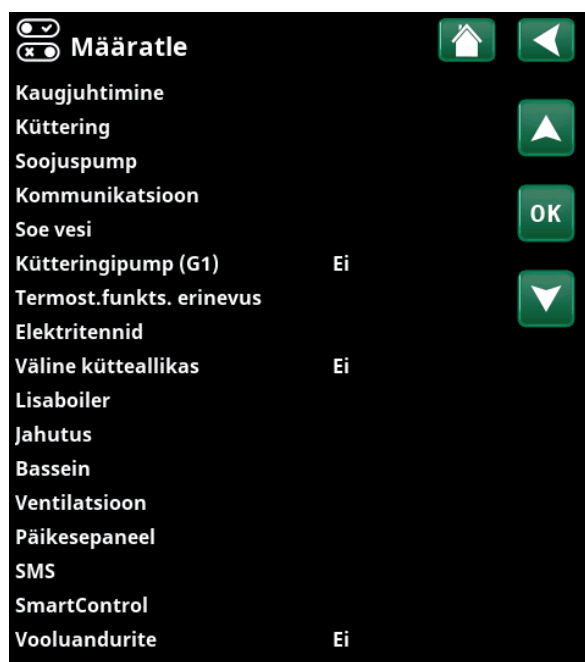 Määratle
Kaugjuhtimine
Küttering
Soojuspump
Kommunikatsioon
OK
Soe vesi
Kütteringipump (G1) Ei
Termost.funkts. erinevus
Elektritennid
Väline kütteallikas Ei
Lisaboiler
Jahutus
Bassein
Ventilatsioon
Päikesepaneel
SMS
SmartControl
Vooluandurite Ei